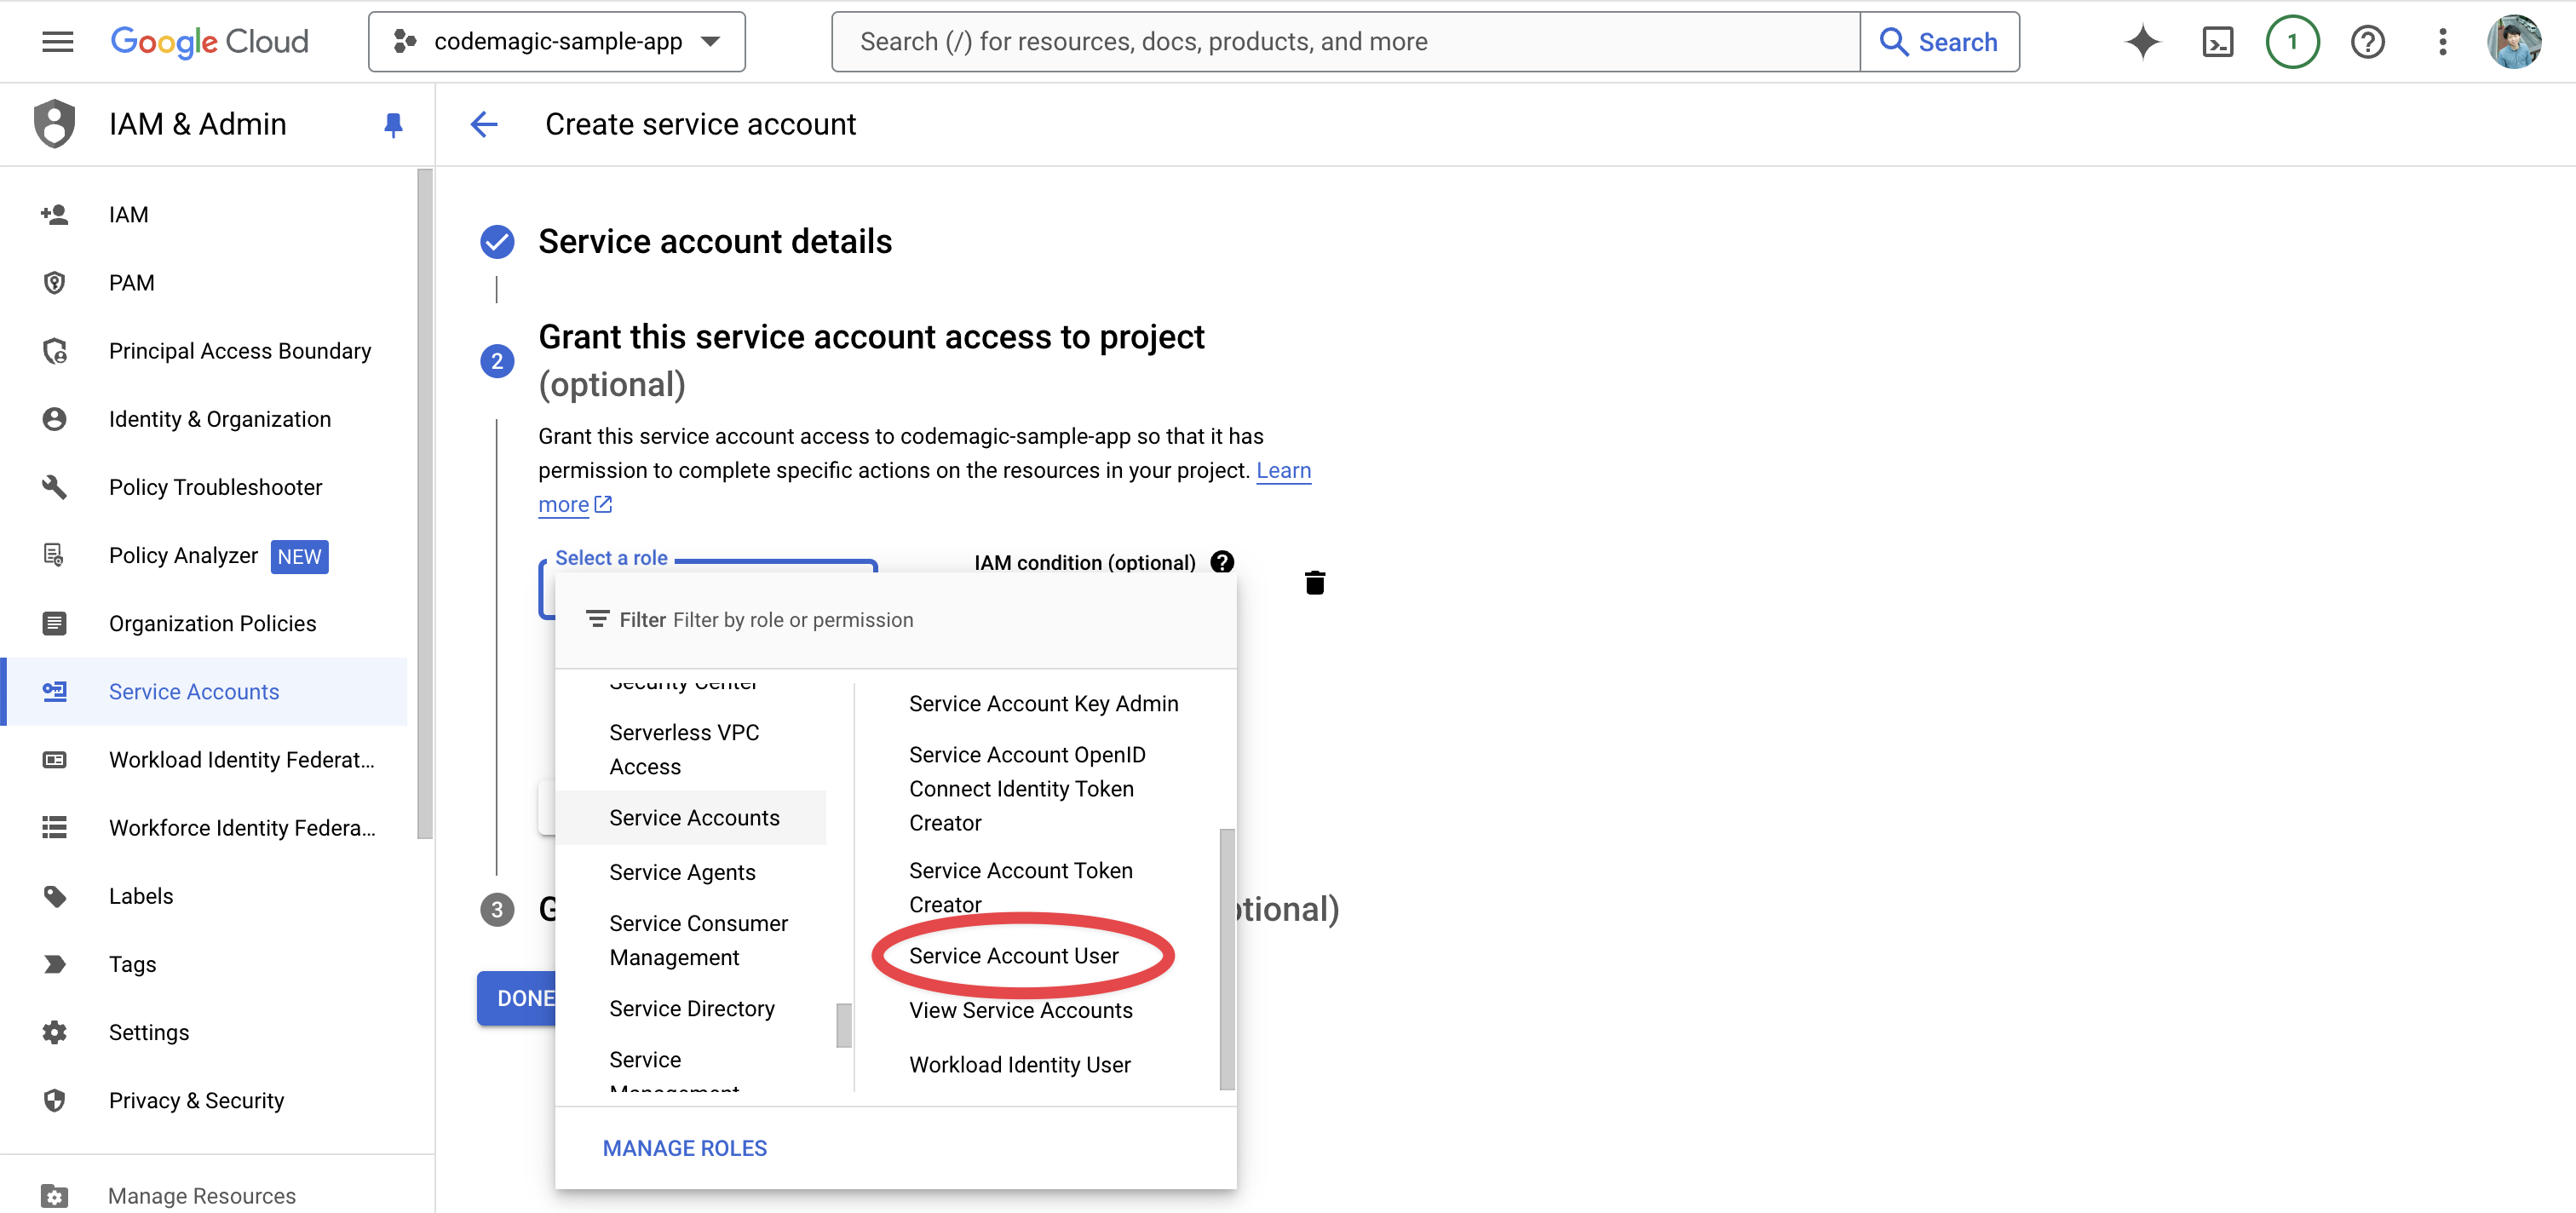 Google Cloud
codemagic-sample-app
Search (/) for resources, docs, products, and more
Search
1
IAM & Admin
Create service account
IAM
PAM
Principal Access Boundary
Identity & Organization
Policy Troubleshooter
Policy Analyzer NEW
Organization Policies
Service Accounts
Workload Identity Federat...
Workforce Identity Federa...
Labels
Tags
Settings
Privacy & Security
Manage Resources
Service account details
2
Grant this service account access to project
(optional)
Grant this service account access to codemagic-sample-app so that it has
permission to complete specific actions on the resources in your project. Learn
more
Select a role
IAM condition (optional)
Filter Filter by role or permission
Security Center
Serverless VPC
Access
Service Accounts
Service Agents
Service Consumer
Management
Service Directory
Service
Management
Service Account Key Admin
Service Account OpenID
Connect Identity Token
Creator
Service Account Token
Creator
Service Account User
View Service Accounts
Workload Identity User
MANAGE ROLES
3
G
tional)
DONE